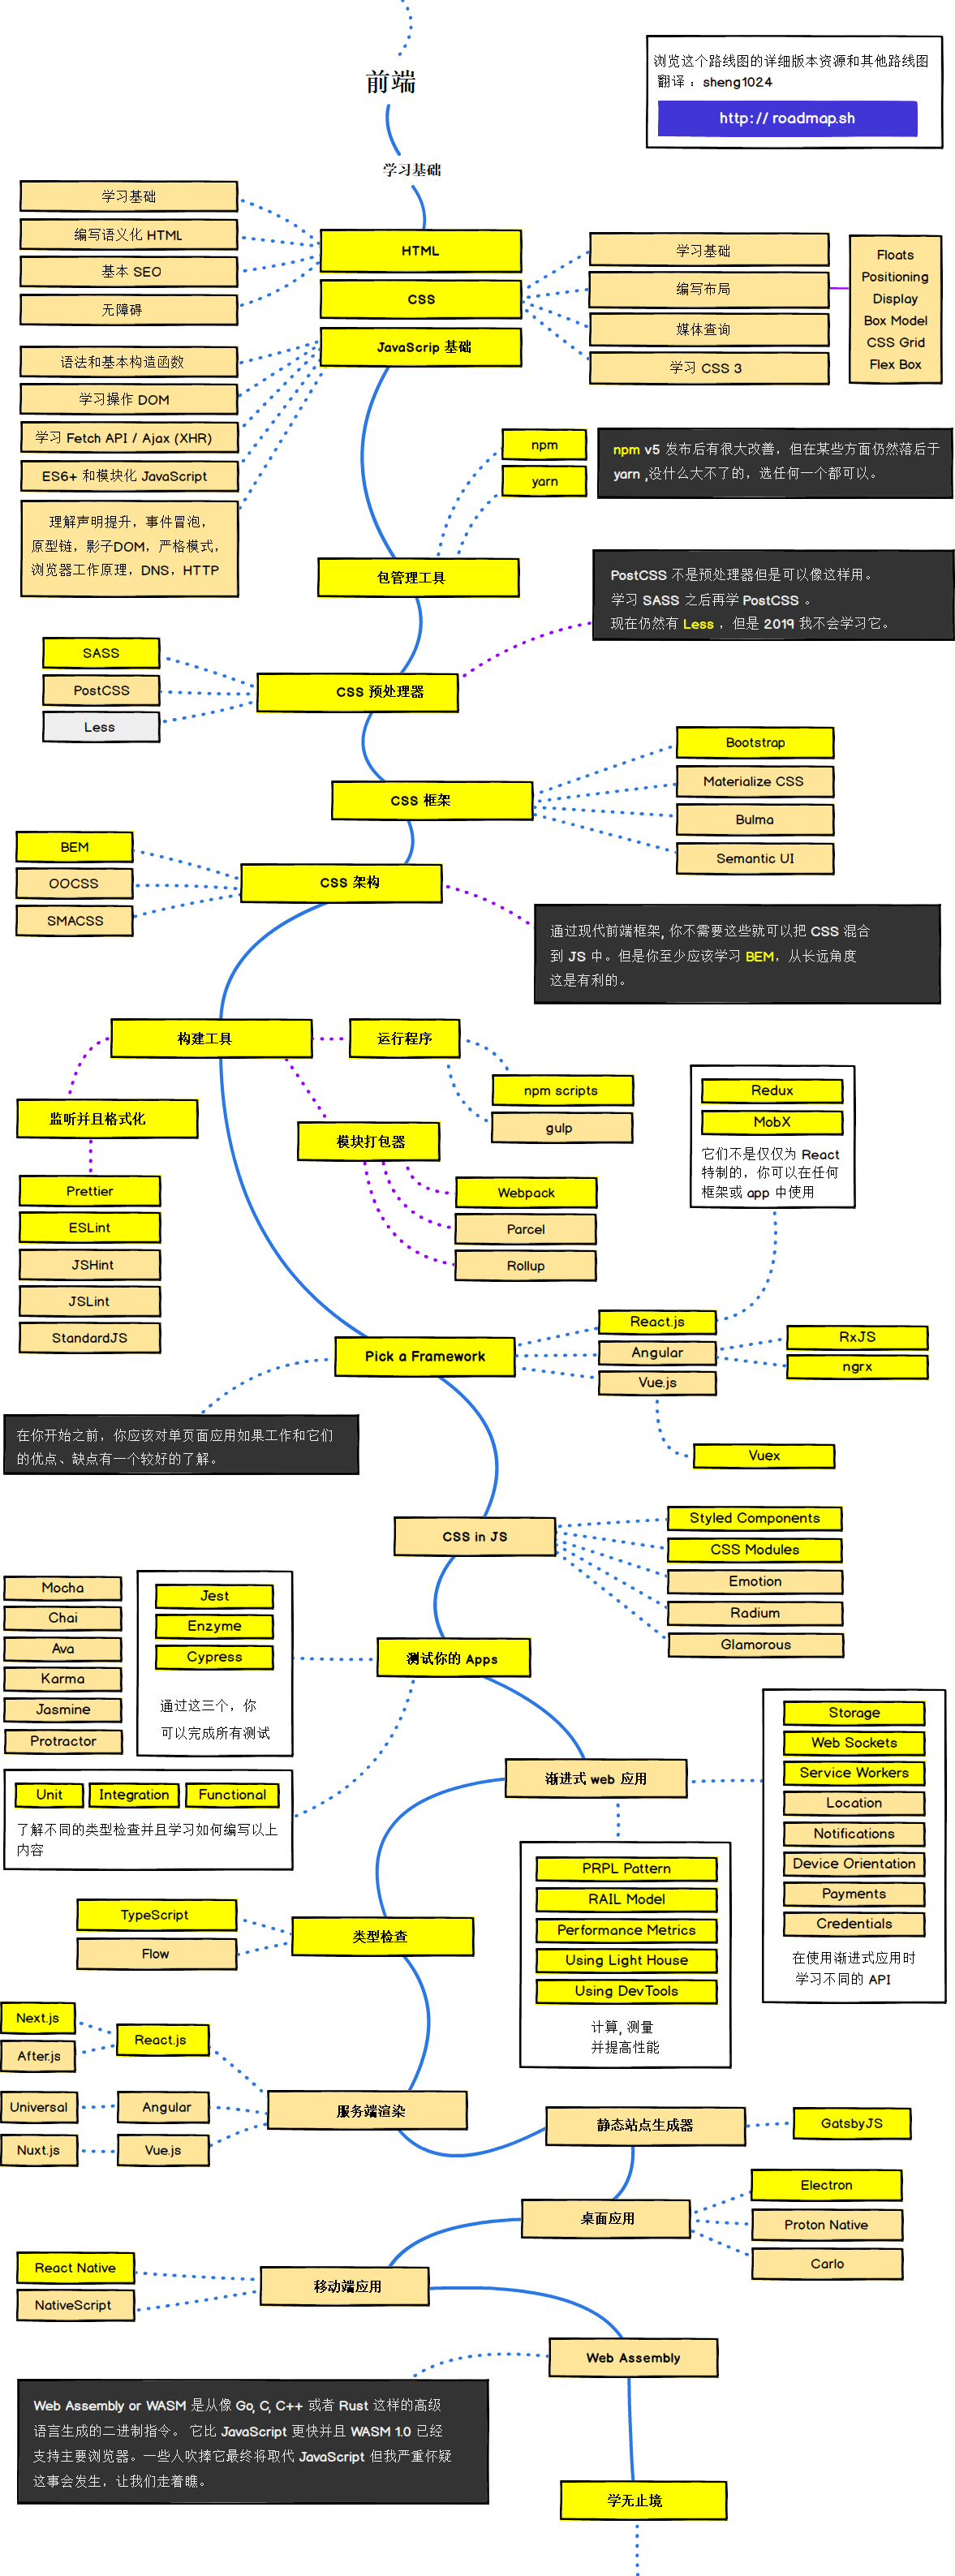 前端
浏览这个路线图的详细版本资源和其他路线图
翻译：sheng1024
http:// roadmap.sh
学习基础
学习基础
编写语义化 HTML
基本 SEO
无障碍
HTML
CSS
JavaScrip 基础
学习基础
编写布局
媒体查询
学习 CSS 3
Floats
Positioning
Display
Box Model
CSS Grid
Flex Box
语法和基本构造函数
学习操作 DOM
学习 Fetch API / Ajax (XHR)
ES6+ 和模块化 JavaScript
理解声明提升，事件冒泡，
原型链，影子DOM，严格模式，
浏览器工作原理，DNS，HTTP
npm
yarn
npm v5 发布后有很大改善，但在某些方面仍然落后于
yarn ,没什么大不了的，选任何一个都可以。
包管理工具
PostCSS 不是预处理器但是可以像这样用。
学习 SASS 之后再学 PostCSS 。
现在仍然有 Less ，但是 2019 我不会学习它。
SASS
PostCSS
Less
CSS 预处理器
Bootstrap
Materialize CSS
Bulma
Semantic UI
CSS 框架
BEM
OOCSS
SMACSS
CSS 架构
通过现代前端框架, 你不需要这些就可以把 CSS 混合
到 JS 中。但是你至少应该学习 BEM，从长远角度
这是有利的。
构建工具
运行程序
npm scripts
gulp
监听并且格式化
模块打包器
Prettier
ESLint
JSHint
JSLint
StandardJS
Webpack
Parcel
Rollup
Redux
MobX
它们不是仅仅为 React
特制的，你可以在任何
框架或 app 中使用
Pick a Framework
React.js
Angular
Vue.js
RxJS
ngrx
Vuex
在你开始之前，你应该对单页面应用如果工作和它们
的优点、缺点有一个较好的了解。
CSS in JS
Styled Components
CSS Modules
Emotion
Radium
Glamorous
Mocha
Chai
Ava
Karma
Jasmine
Protractor
Jest
Enzyme
Cypress
通过这三个，你
可以完成所有测试
测试你的 Apps
Unit
Integration
Functional
了解不同的类型检查并且学习如何编写以上
内容
渐进式 web 应用
Storage
Web Sockets
Service Workers
Location
Notifications
Device Orientation
Payments
Credentials
在使用渐进式应用时
学习不同的 API
PRPL Pattern
RAIL Model
Performance Metrics
Using Light House
Using DevTools
计算, 测量
并提高性能
TypeScript
Flow
类型检查
Next.js
After.js
React.js
Universal
Angular
Nuxt.js
Vue.js
服务端渲染
静态站点生成器
GatsbyJS
桌面应用
Electron
Proton Native
Carlo
React Native
NativeScript
移动端应用
Web Assembly
Web Assembly or WASM 是从像 Go, C, C++ 或者 Rust 这样的高级
语言生成的二进制指令。 它比 JavaScript 更快并且 WASM 1.0 已经
支持主要浏览器。一些人吹捧它最终将取代 JavaScript 但我严重怀疑
这事会发生，让我们走着瞧。
学无止境